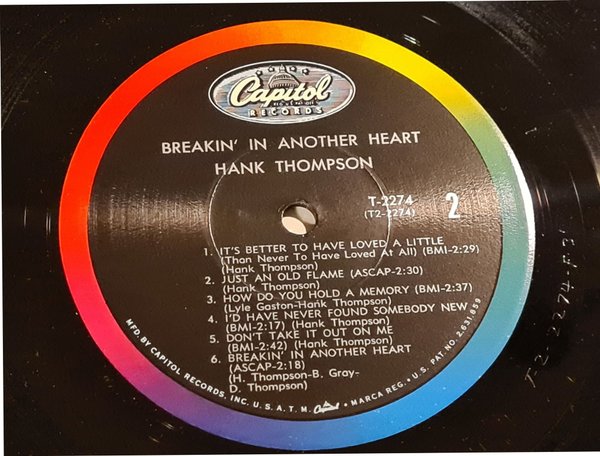 Capitol
RECORDS
BREAKIN' IN ANOTHER HEART
HANK THOMPSON
T-2274
(T2-2274)
2
1. IT'S BETTER TO HAVE LOVED A LITTLE
(Than Never To Have Loved At All) (BMI-2:29)
(Hank Thompson)
2. JUST AN OLD FLAME (ASCAP-2:30)
(Hank Thompson)
3. HOW DO YOU HOLD A MEMORY (BMI-2:37)
(Lyle Gaston-Hank Thompson)
4. I'D HAVE NEVER FOUND SOMEBODY NEW
(BMI-2:17) (Hank Thompson)
5. DON'T TAKE IT OUT ON ME
(BMI-2:42) (Hank Thompson)
6. BREAKIN' IN ANOTHER HEART
(ASCAP-2:18)
(H. Thompson-B. Gray-
D. Thompson)
MFD. BY CAPITOL RECORDS, INC. U. S. A. T. M. Capitol • MARCA REG. • U. S. PAT. NO. 2,631,859